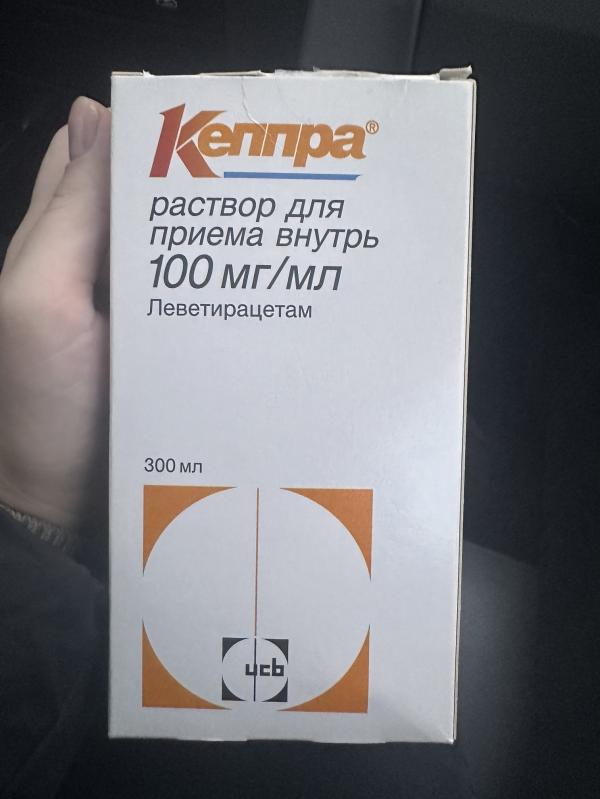 Кеппра®
раствор для
приема внутрь
100 мг/мл
Леветирацетам
300 мл
ucb